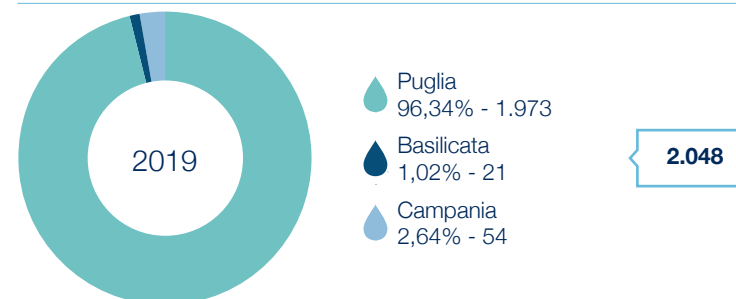 2019
Puglia
96,34% - 1.973
Basilicata
1,02% - 21
Campania
2,64% - 54
2.048